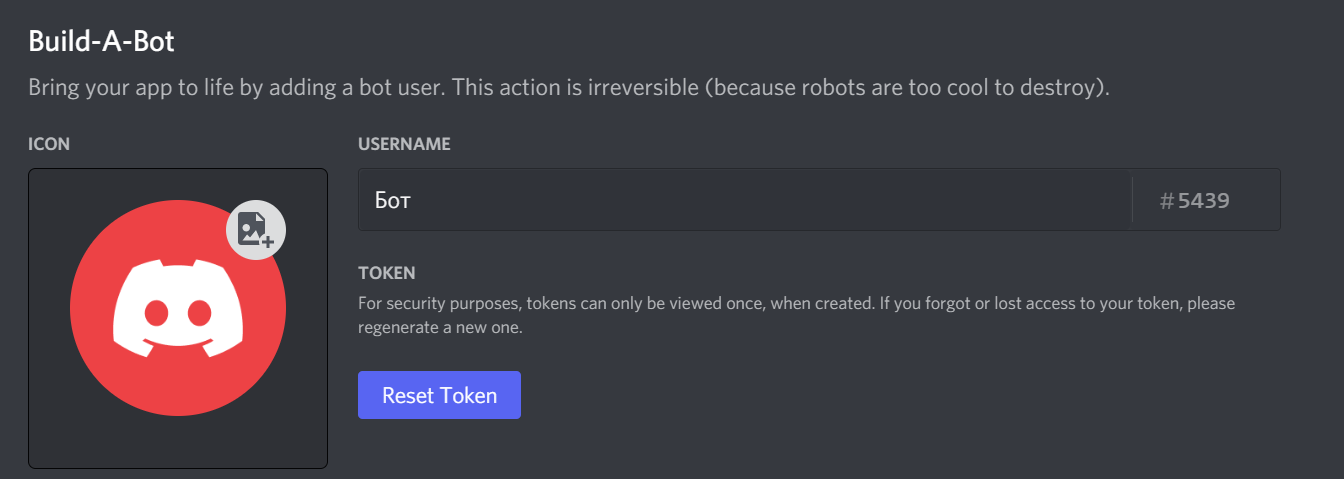 Build-A-Bot
Bring your app to life by adding a bot user. This action is irreversible (because robots are too cool to destroy).
ICON
USERNAME
Бот
#5439
TOKEN
For security purposes, tokens can only be viewed once, when created. If you forgot or lost access to your token, please
regenerate a new one.
Reset Token